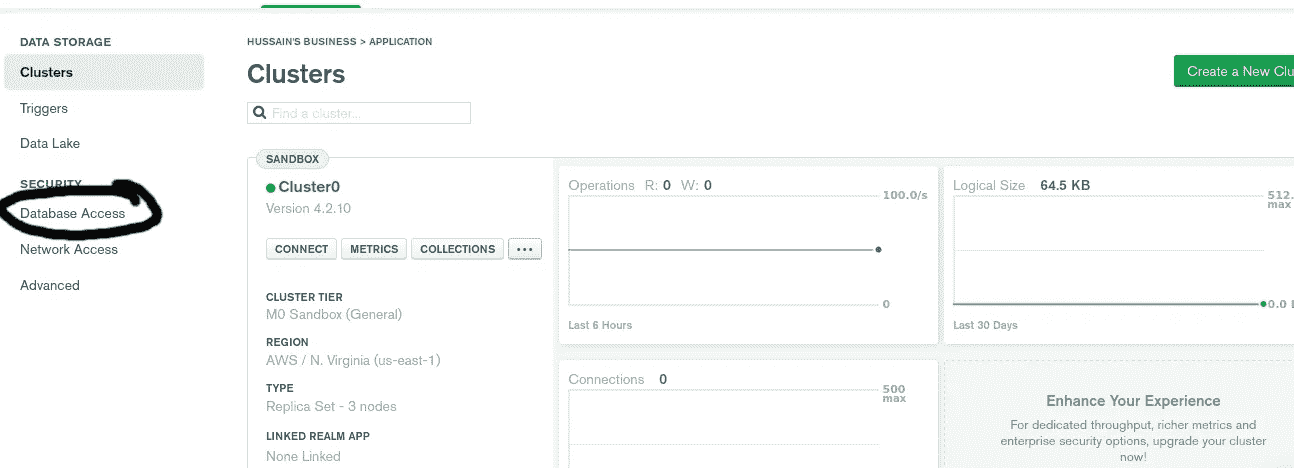 DATA STORAGE
Clusters
Triggers
Data Lake
SECURITY
Database Access
Network Access
Advanced
HUSSAIN'S BUSINESS > APPLICATION
Clusters
Create a New Clu
Find a cluster...
SANDBOX
Cluster0
Version 4.2.10
CONNECT METRICS COLLECTIONS ...
CLUSTER TIER
M0 Sandbox (General)
REGION
AWS / N. Virginia (us-east-1)
TYPE
Replica Set - 3 nodes
LINKED REALM APP
None Linked
Operations R: 0 W: 0
100.0/s
0
Last 6 Hours
Logical Size 64.5 KB
512.
max
0.0
Last 30 Days
Connections 0
500
max
Enhance Your Experience
For dedicated throughput, richer metrics and
enterprise security options, upgrade your cluster
now!